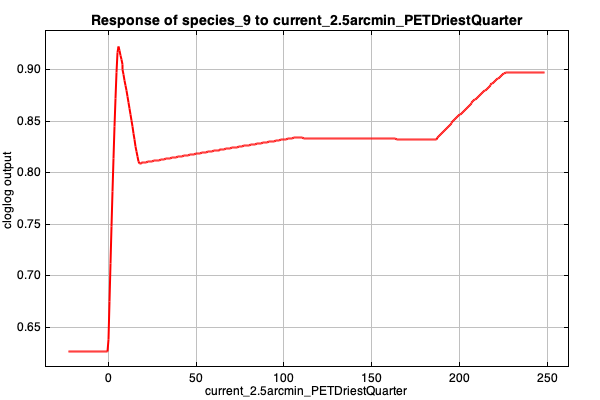 Response of species_9 to current_2.5arcmin_PETDriestQuarter
cloglog output
0.90
0.85
0.80
0.75
0.70
0.65
0 50 100 150 200 250
current_2.5arcmin_PETDriestQuarter